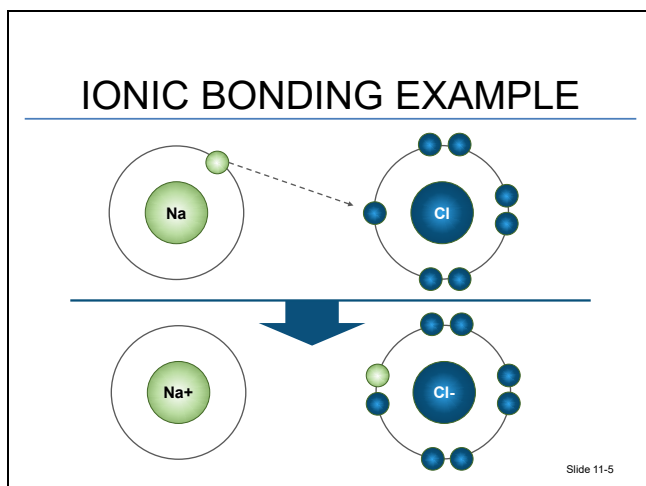 IONIC BONDING EXAMPLE
Na
Cl
Na+
Cl-
Slide 11-5